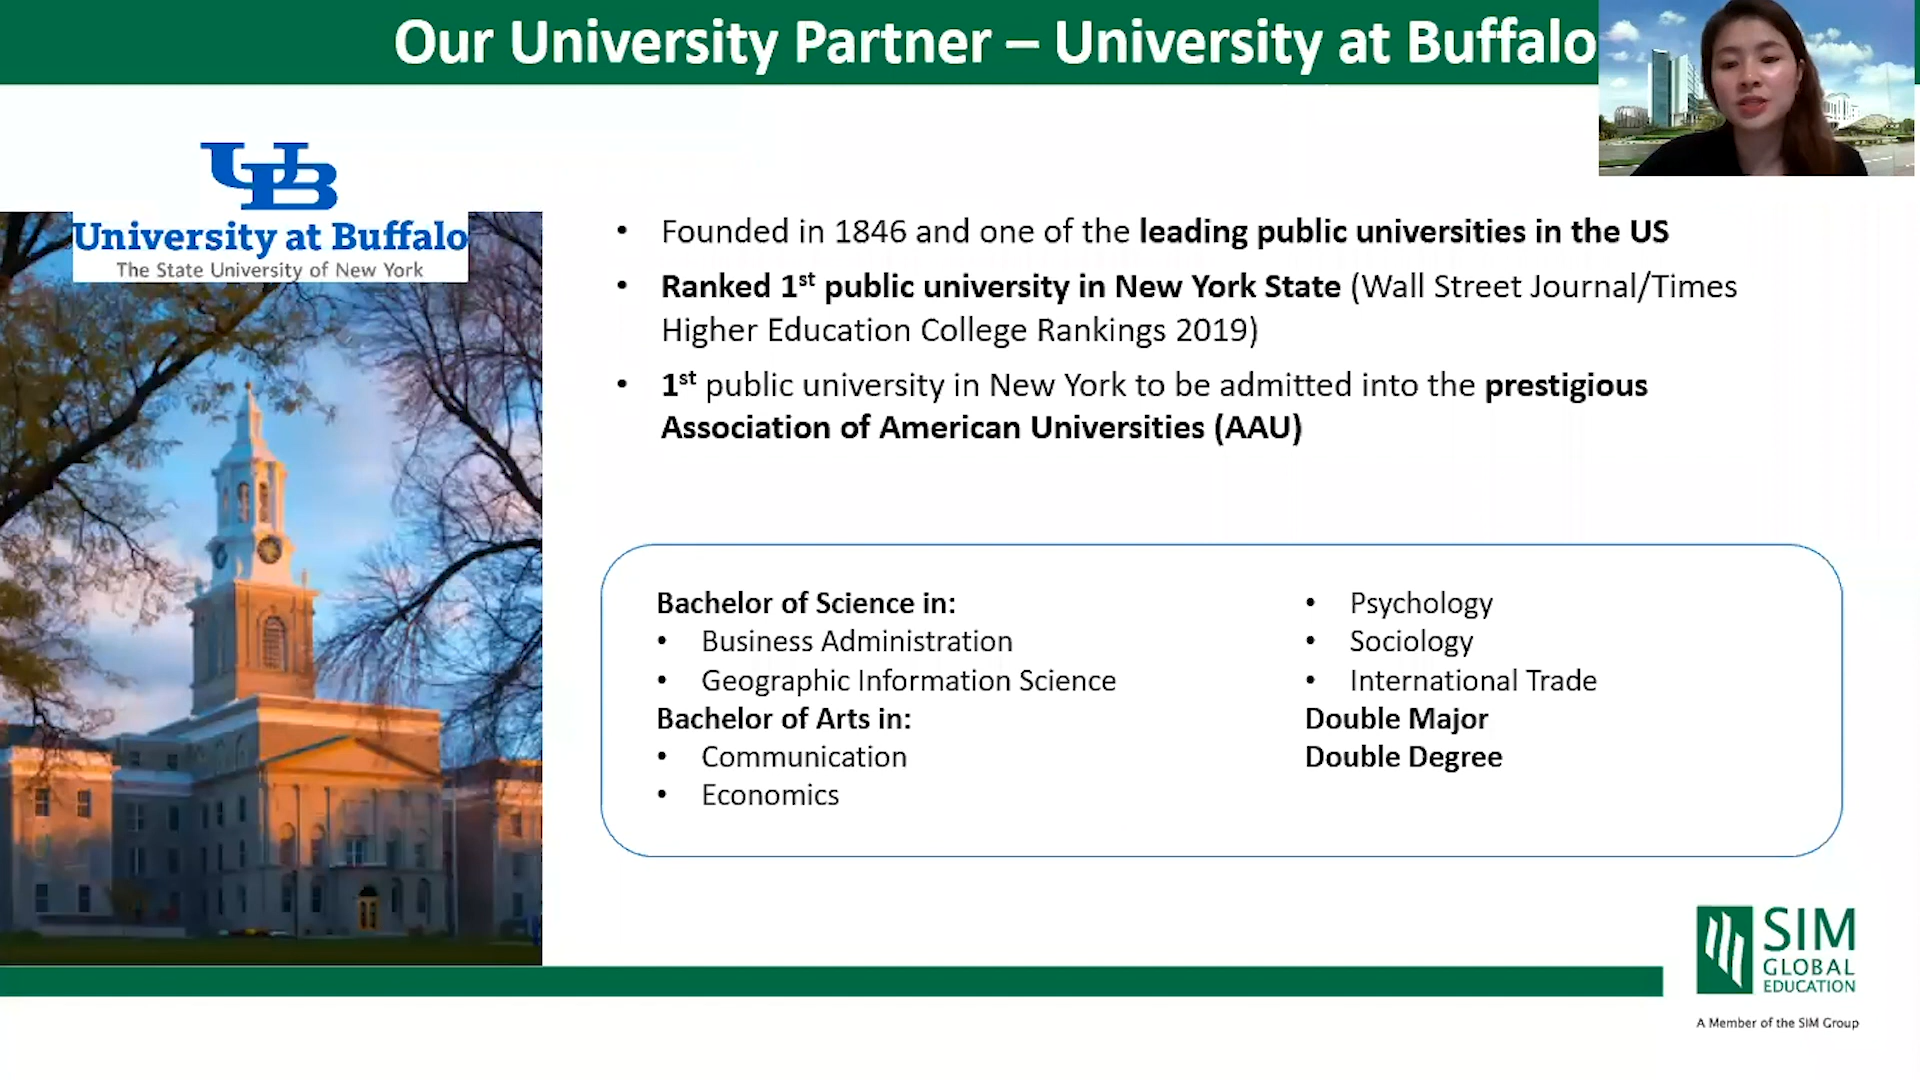 Our University Partner – University at Buffalo
UB
University at Buffalo
The State University of New York
• Founded in 1846 and one of the leading public universities in the US
• Ranked 1st public university in New York State (Wall Street Journal/Times
Higher Education College Rankings 2019)
• 1st public university in New York to be admitted into the prestigious
Association of American Universities (AAU)
Bachelor of Science in:
• Business Administration
• Geographic Information Science
Bachelor of Arts in:
• Communication
• Economics
• Psychology
• Sociology
• International Trade
Double Major
Double Degree
SIM
GLOBAL
EDUCATION
A Member of the SIM Group